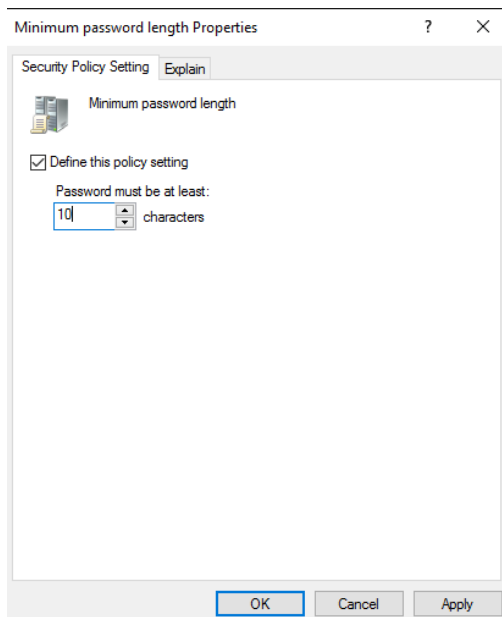 Minimum password length Properties ? ×
Security Policy Setting Explain
Minimum password length
Define this policy setting
Password must be at least:
10 characters
OK Cancel Apply